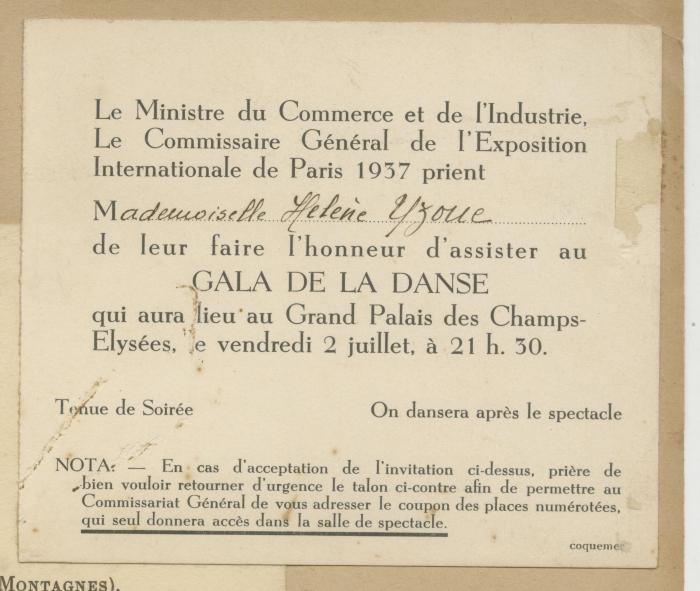 Le Ministre du Commerce et de l'Industrie,
Le Commissaire Général de l'Exposition
Internationale de Paris 1937 prient
Mademoiselle Helène Yzoue
de leur faire l'honneur d'assister au
GALA DE LA DANSE
qui aura lieu au Grand Palais des Champs-
Elysées, le vendredi 2 juillet, à 21 h. 30.
Tenue de Soirée
On dansera après le spectacle
NOTA: — En cas d'acceptation de l'invitation ci-dessus, prière de
bien vouloir retourner d'urgence le talon ci-contre afin de permettre au
Commissariat Général de vous adresser le coupon des places numérotées,
qui seul donnera accès dans la salle de spectacle.
coquemer
MONTAGNES).